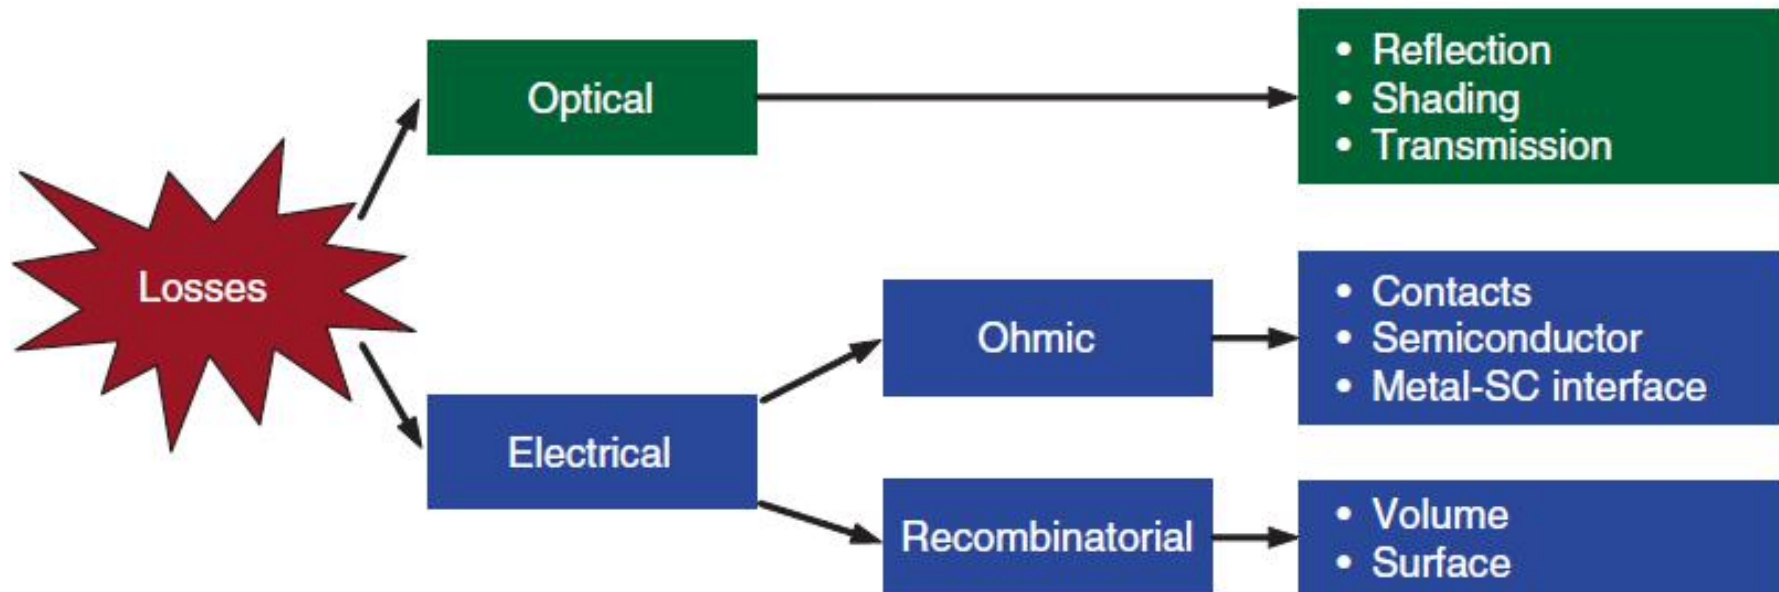 Optical
• Reflection
• Shading
• Transmission
Losses
Ohmic
• Contacts
• Semiconductor
• Metal-SC interface
Electrical
Recombinatorial
• Volume
• Surface